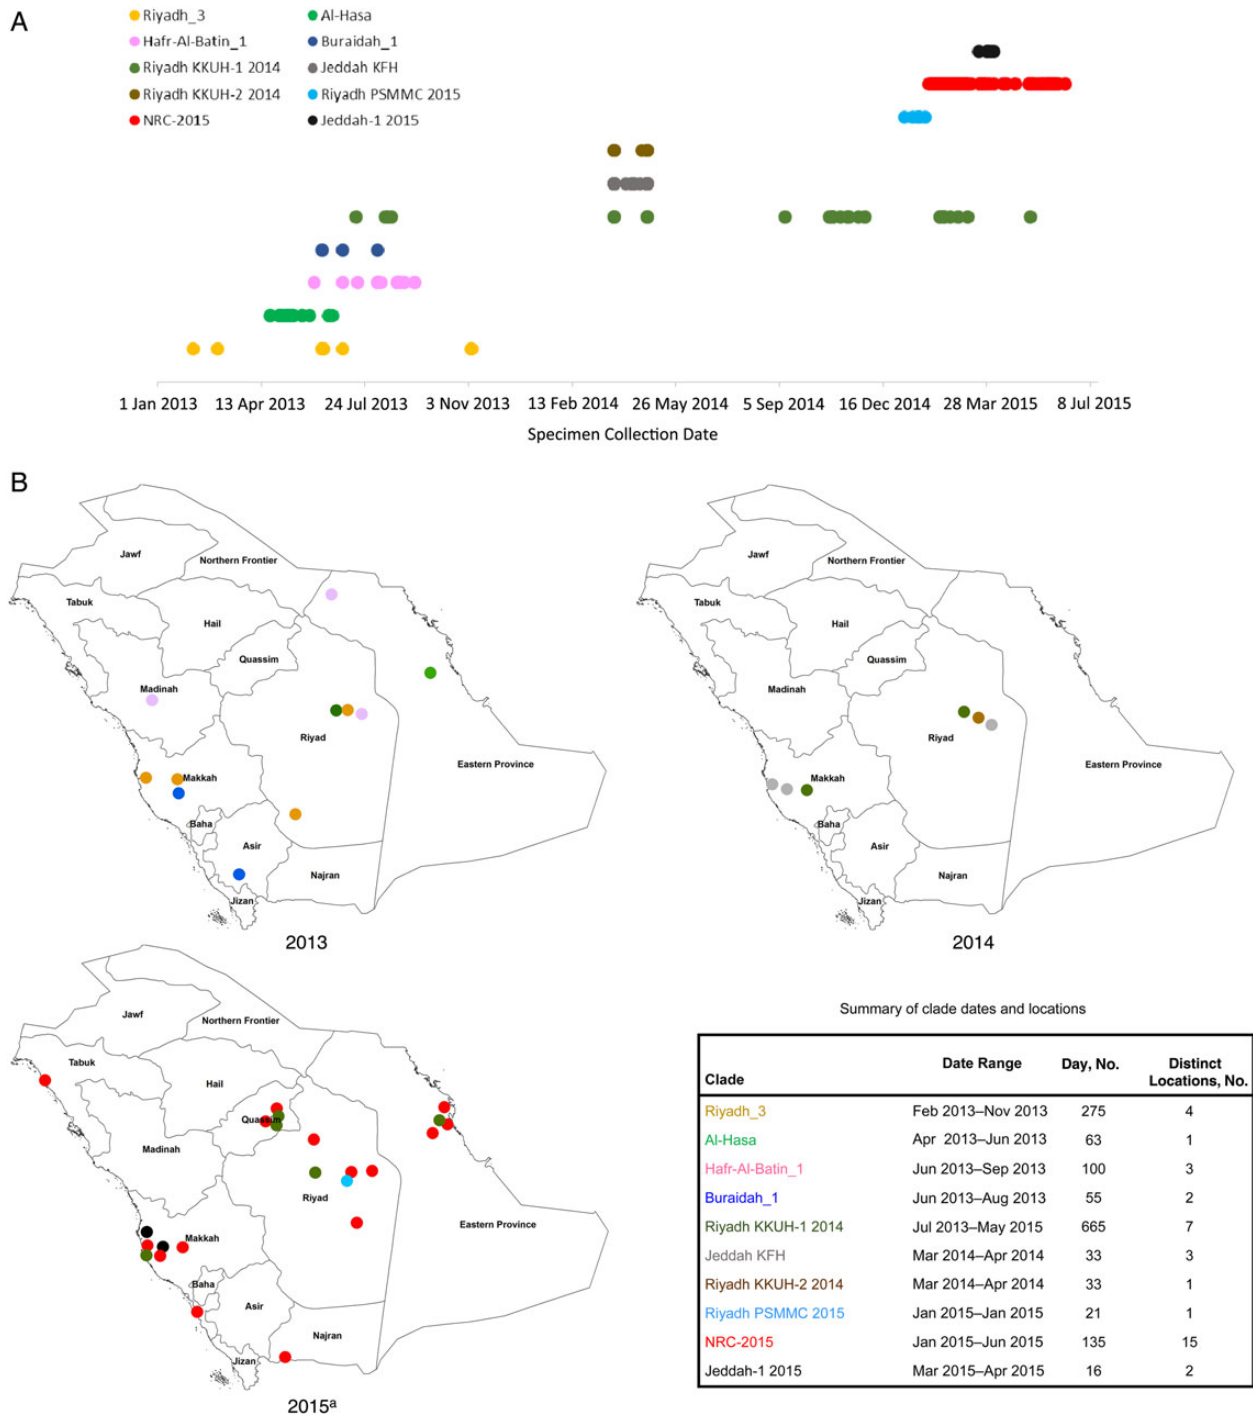 A
Riyadh_3
Al-Hasa
Hafr-Al-Batin_1
Buraidah_1
Riyadh KKUH-1 2014
Jeddah KFH
Riyadh KKUH-2 2014
Riyadh PSMMC 2015
NRC-2015
Jeddah-1 2015
1 Jan 2013 13 Apr 2013 24 Jul 2013 3 Nov 2013 13 Feb 2014 26 May 2014 5 Sep 2014 16 Dec 2014 28 Mar 2015 8 Jul 2015
Specimen Collection Date
B
Jawf
Northern Frontier
Tabuk
Hail
Quassim
Madinah
Riyad
Eastern Province
Makkah
Baha
Asir
Najran
Jizan
2013
Jawf
Northern Frontier
Tabuk
Hail
Quassim
Madinah
Riyad
Eastern Province
Makkah
Baha
Asir
Najran
Jizan
2014
Jawf
Northern Frontier
Tabuk
Hail
Quassim
Madinah
Riyad
Eastern Province
Makkah
Baha
Asir
Najran
Jizan
2015ª
Summary of clade dates and locations
Clade Date Range Day, No. Distinct Locations, No.
Riyadh_3 Feb 2013–Nov 2013 275 4
Al-Hasa Apr 2013–Jun 2013 63 1
Hafr-Al-Batin_1 Jun 2013–Sep 2013 100 3
Buraidah_1 Jun 2013–Aug 2013 55 2
Riyadh KKUH-1 2014 Jul 2013–May 2015 665 7
Jeddah KFH Mar 2014–Apr 2014 33 3
Riyadh KKUH-2 2014 Mar 2014–Apr 2014 33 1
Riyadh PSMMC 2015 Jan 2015–Jan 2015 21 1
NRC-2015 Jan 2015–Jun 2015 135 15
Jeddah-1 2015 Mar 2015–Apr 2015 16 2